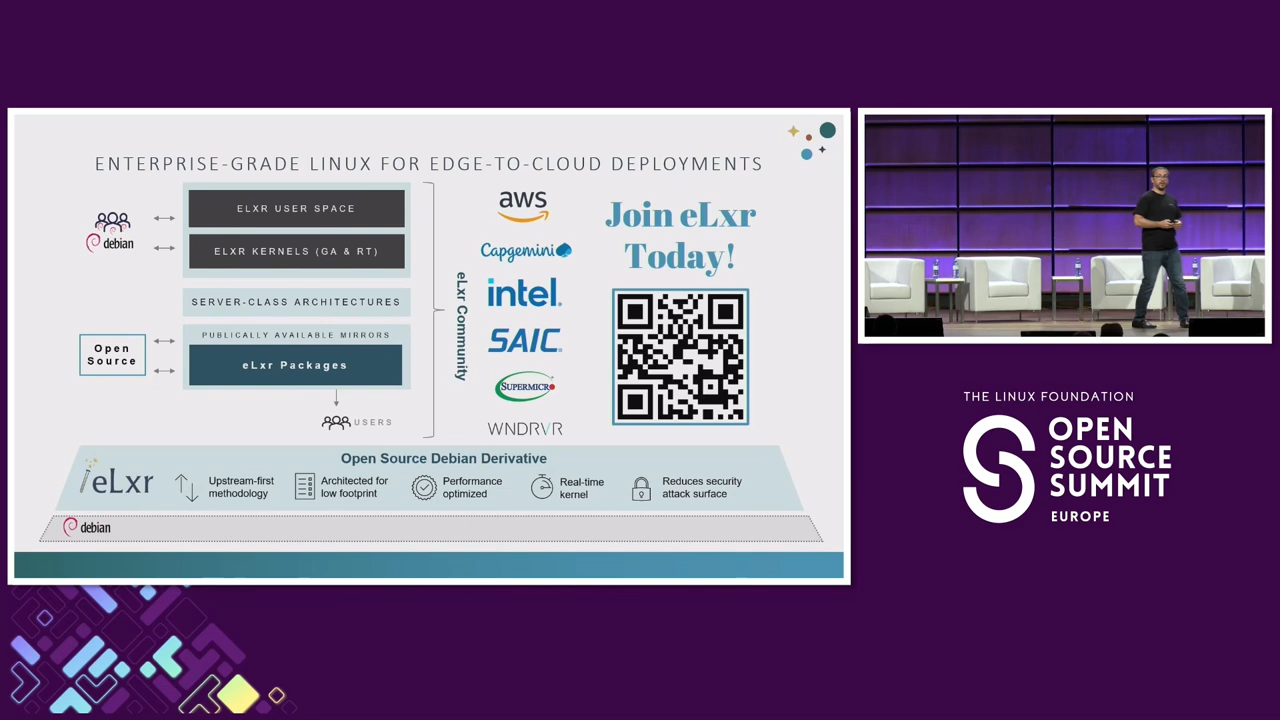 ENTERPRISE-GRADE LINUX FOR EDGE-TO-CLOUD DEPLOYMENTS
debian
ELXR USER SPACE
ELXR KERNELS (GA & RT)
SERVER-CLASS ARCHITECTURES
Open
Source
PUBLICALLY AVAILABLE MIRRORS
eLxr Packages
USERS
eLxr Community
aws
Capgemini
intel.
SAIC
SUPERMICRO
WNDRVR
Join eLxr
Today!
eLxr
Open Source Debian Derivative
Upstream-first
methodology
Architected for
low footprint
Performance
optimized
Real-time
kernel
Reduces security
attack surface
debian
THE LINUX FOUNDATION
OPEN
SOURCE
SUMMIT
EUROPE